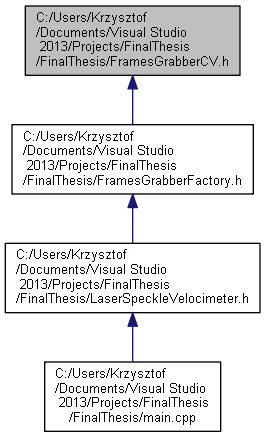 C:/Users/Krzysztof
/Documents/Visual Studio
2013/Projects/FinalThesis
/FinalThesis/FramesGrabberCV.h
C:/Users/Krzysztof
/Documents/Visual Studio
2013/Projects/FinalThesis
/FinalThesis/FramesGrabberFactory.h
C:/Users/Krzysztof
/Documents/Visual Studio
2013/Projects/FinalThesis
/FinalThesis/LaserSpeckleVelocimeter.h
C:/Users/Krzysztof
/Documents/Visual Studio
2013/Projects/FinalThesis
/FinalThesis/main.cpp